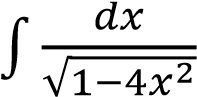 ∫ dx / √(1−4x²)